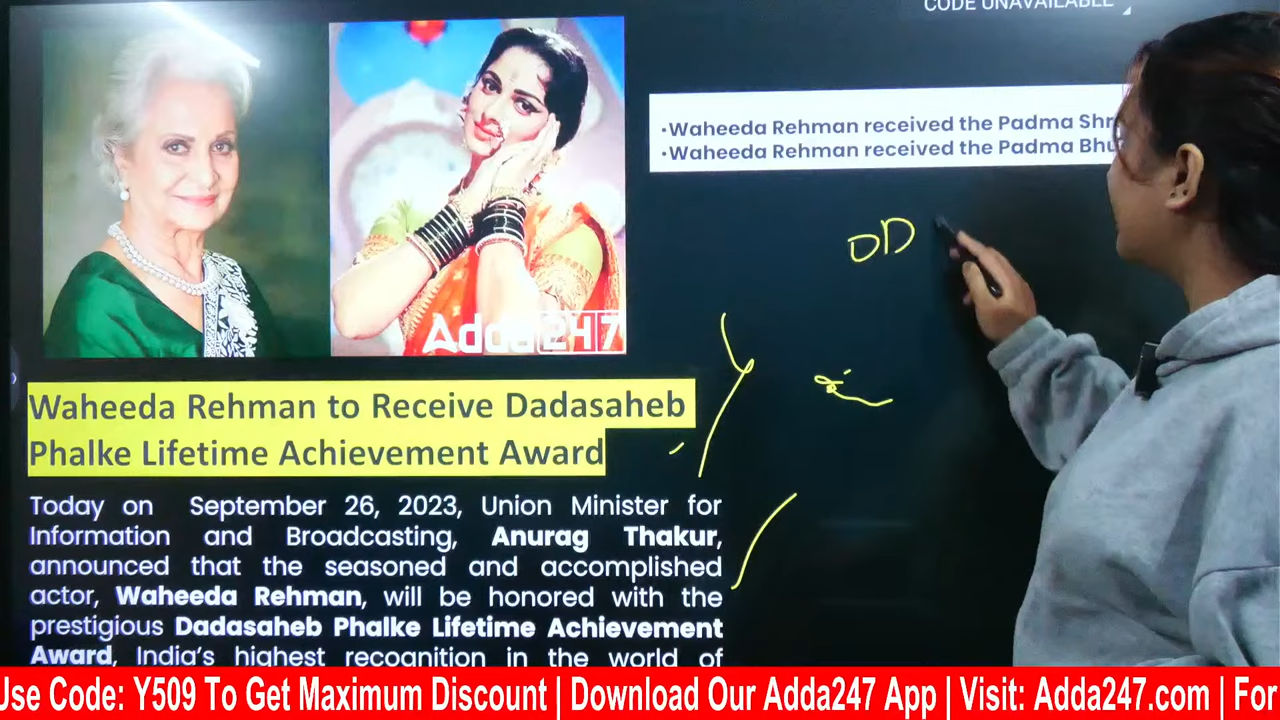 CODE UNAVAILABLE
•Waheeda Rehman received the Padma Shr
•Waheeda Rehman received the Padma Bhu
DD
Adda247
Waheeda Rehman to Receive Dadasaheb
Phalke Lifetime Achievement Award
Today on September 26, 2023, Union Minister for
Information and Broadcasting, Anurag Thakur,
announced that the seasoned and accomplished
actor, Waheeda Rehman, will be honored with the
prestigious Dadasaheb Phalke Lifetime Achievement
Award, India's highest recognition in the world of
Use Code: Y509 To Get Maximum Discount | Download Our Adda247 App | Visit: Adda247.com | For